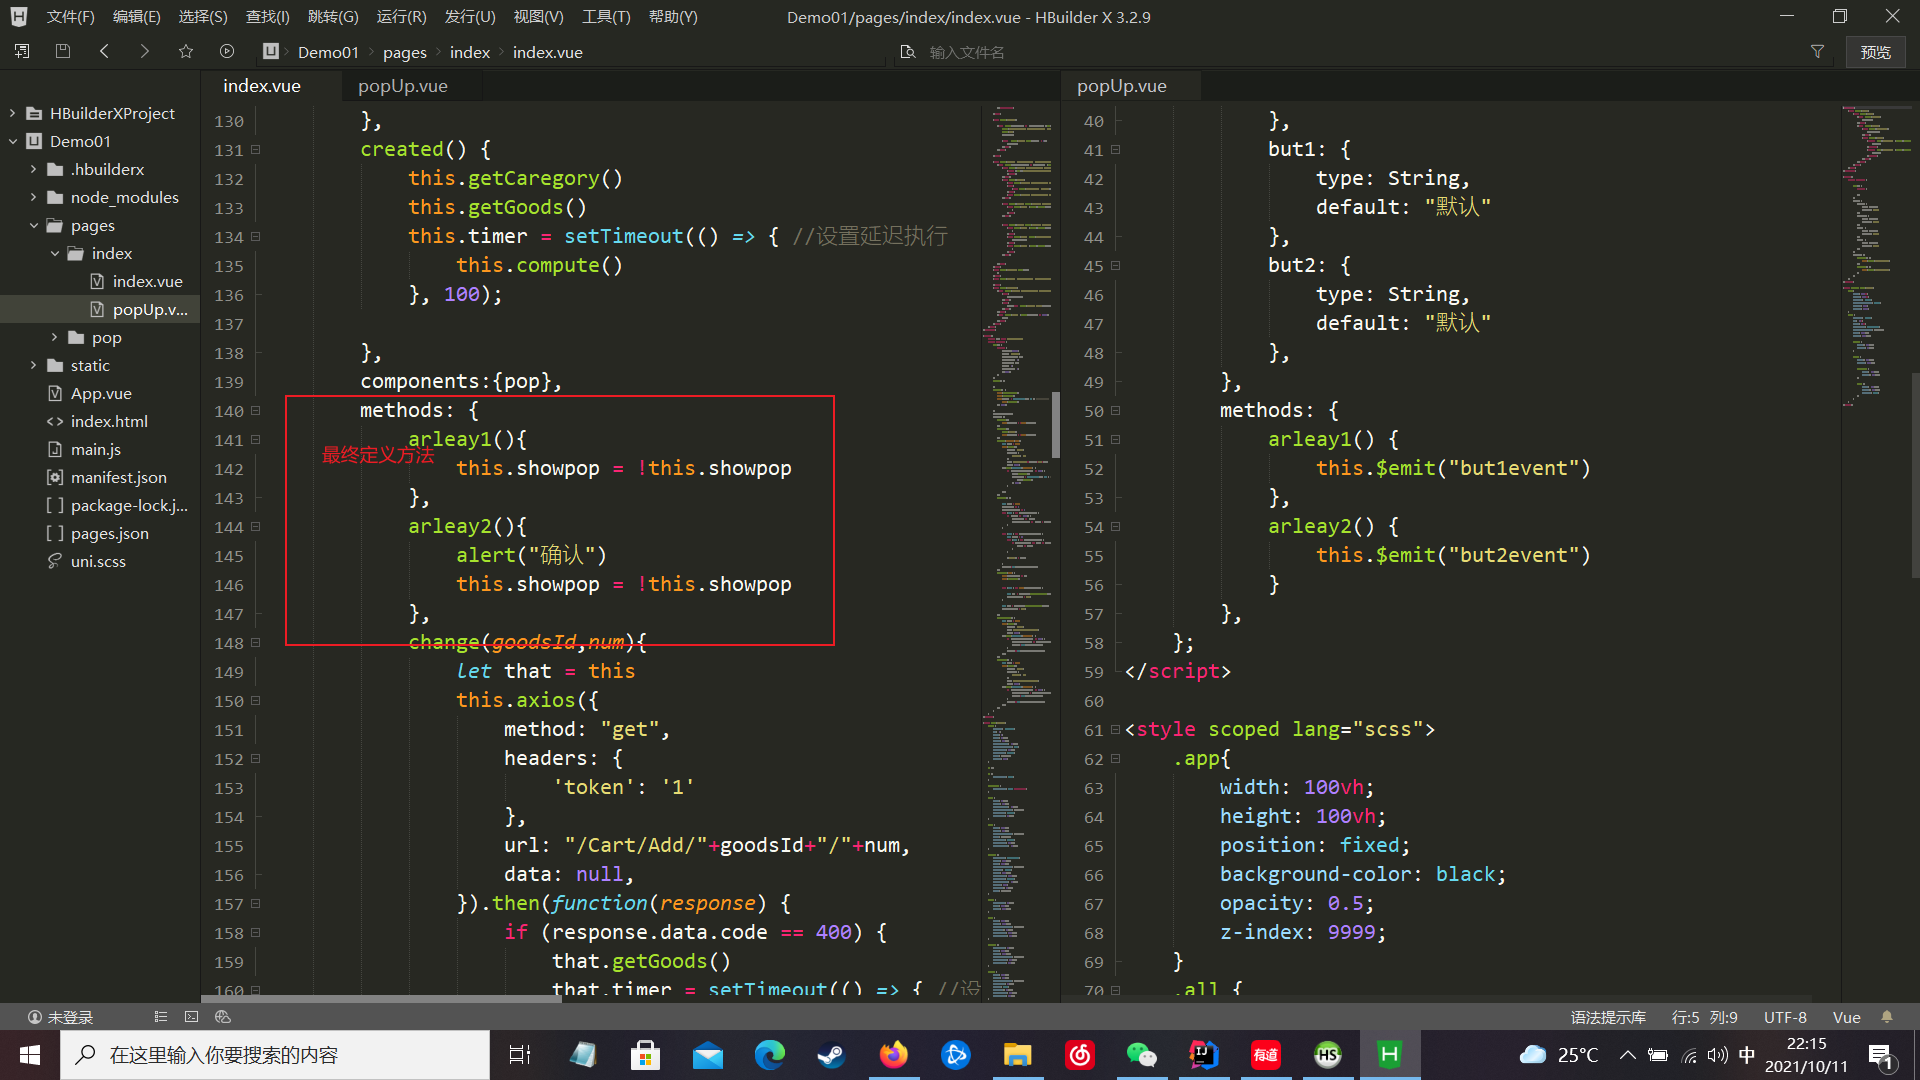 文件(F) 编辑(E) 选择(S) 查找(I) 跳转(G) 运行(R) 发行(U) 视图(V) 工具(T) 帮助(Y)
Demo01/pages/index/index.vue - HBuilder X 3.2.9
Demo01 pages index index.vue
输入文件名
预览
HBuilderXProject
Demo01
.hbuilderx
node_modules
pages
index
index.vue
popUp.v...
pop
static
App.vue
index.html
main.js
manifest.json
package-lock.j...
pages.json
uni.scss
index.vue popUp.vue
130 },
131 created() {
132 this.getCaregory()
133 this.getGoods()
134 this.timer = setTimeout(() => { //设置延迟执行
135 this.compute()
136 }, 100);
137
138 },
139 components:{pop},
140 methods: {
141 arleay1(){
最终定义方法
142 this.showpop = !this.showpop
143 },
144 arleay2(){
145 alert("确认")
146 this.showpop = !this.showpop
147 },
148 change(goodsId,num){
149 let that = this
150 this.axios({
151 method: "get",
152 headers: {
153 'token': '1'
154 },
155 url: "/Cart/Add/"+goodsId+"/"+num,
156 data: null,
157 }).then(function(response) {
158 if (response.data.code == 400) {
159 that.getGoods()
160 that.timer = setTimeout(() => { //设
popUp.vue
40 },
41 but1: {
42 type: String,
43 default: "默认"
44 },
45 but2: {
46 type: String,
47 default: "默认"
48 },
49 },
50 methods: {
51 arleay1() {
52 this.$emit("but1event")
53 },
54 arleay2() {
55 this.$emit("but2event")
56 }
57 },
58 };
59 </script>
60
61 <style scoped lang="scss">
62 .app{
63 width: 100vh;
64 height: 100vh;
65 position: fixed;
66 background-color: black;
67 opacity: 0.5;
68 z-index: 9999;
69 }
70 .all {
未登录
语法提示库 行:5 列:9 UTF-8 Vue
在这里输入你要搜索的内容
有道
HS
25°C
中
22:15
2021/10/11
1